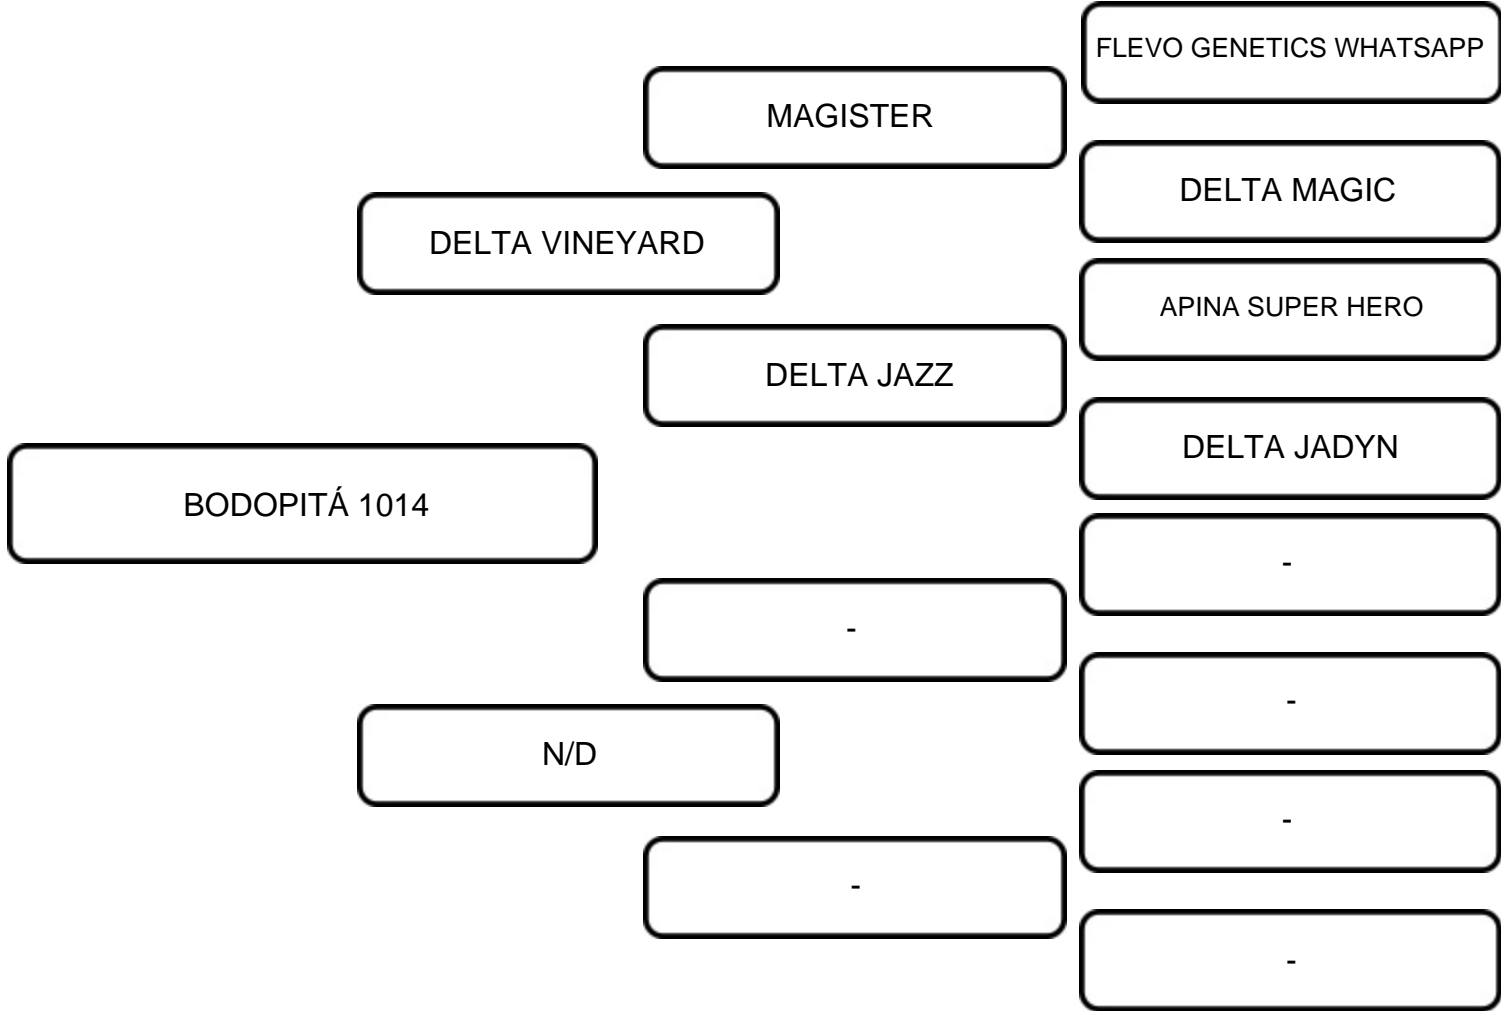 FLEVO GENETICS WHATSAPP
MAGISTER
DELTA MAGIC
DELTA VINEYARD
APINA SUPER HERO
DELTA JAZZ
DELTA JADYN
BODOPITÁ 1014
-
-
-
N/D
-
-
-